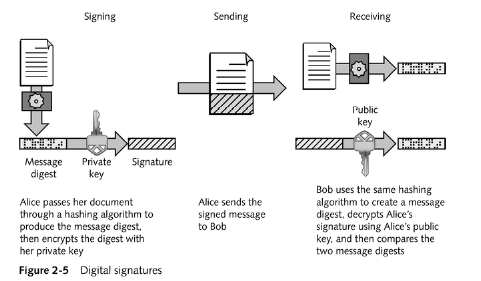 Signing
Sending
Receiving
Message
digest
Private
key
Signature
Public
key
Alice passes her document
through a hashing algorithm to
produce the message digest,
then encrypts the digest with
her private key
Alice sends the
signed message
to Bob
Bob uses the same hashing
algorithm to create a message
digest, decrypts Alice's
signature using Alice's public
key, and then compares the
two message digests
Figure 2-5 Digital signatures